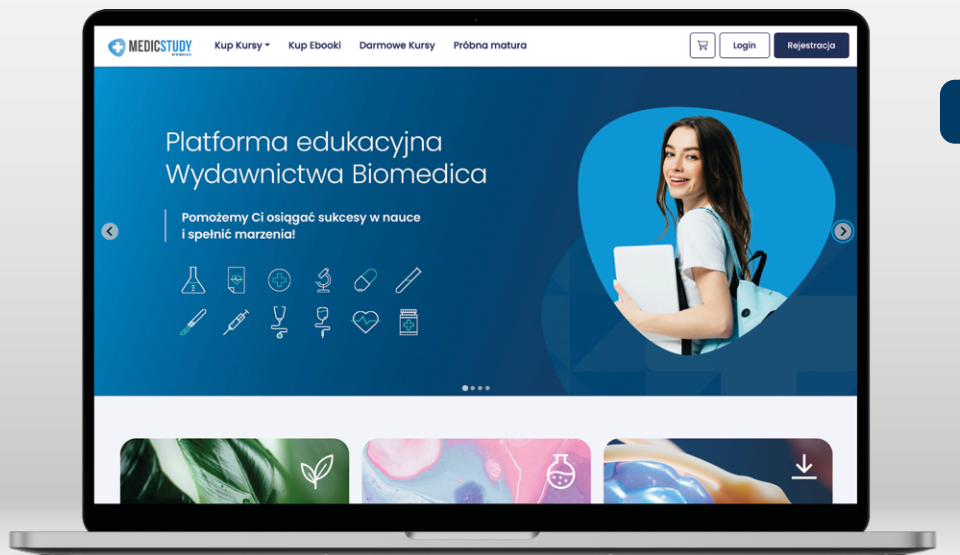 MEDICSTUDY
Kup Kursy
Kup Ebooki
Darmowe Kursy
Próbna matura
Login
Rejestracja
Platforma edukacyjna
Wydawnictwa Biomedica
Pomożemy Ci osiągać sukcesy w nauce
i spełnić marzenia!